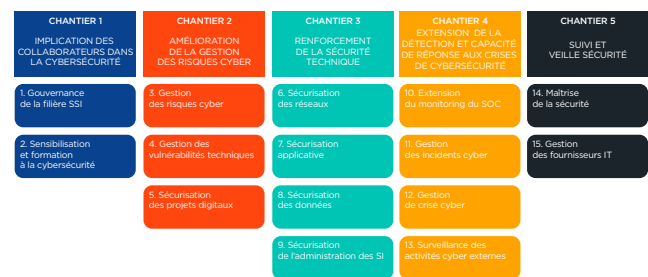 CHANTIER 1
IMPLICATION DES
COLLABORATEURS DANS
LA CYBERSÉCURITÉ
1. Gouvernance
de la filière SSI
2. Sensibilisation
et formation
à la cybersécurité
CHANTIER 2
AMÉLIORATION
DE LA GESTION
DES RISQUES CYBER
3. Gestion
des risques cyber
4. Gestion des
vulnérabilités techniques
5. Sécurisation
des projets digitaux
CHANTIER 3
RENFORCEMENT
DE LA SÉCURITÉ
TECHNIQUE
6. Sécurisation
des réseaux
7. Sécurisation
applicative
8. Sécurisation
des données
9. Sécurisation
de l'administration des SI
CHANTIER 4
EXTENSION DE LA
DÉTECTION ET CAPACITÉ
DE RÉPONSE AUX CRISES
DE CYBERSÉCURITÉ
10. Extension
du monitoring du SOC
11. Gestion
des incidents cyber
12. Gestion
de crise cyber
13. Surveillance des
activités cyber externes
CHANTIER 5
SUIVI ET
VEILLE SÉCURITÉ
14. Maîtrise
de la sécurité
15. Gestion
des fournisseurs IT